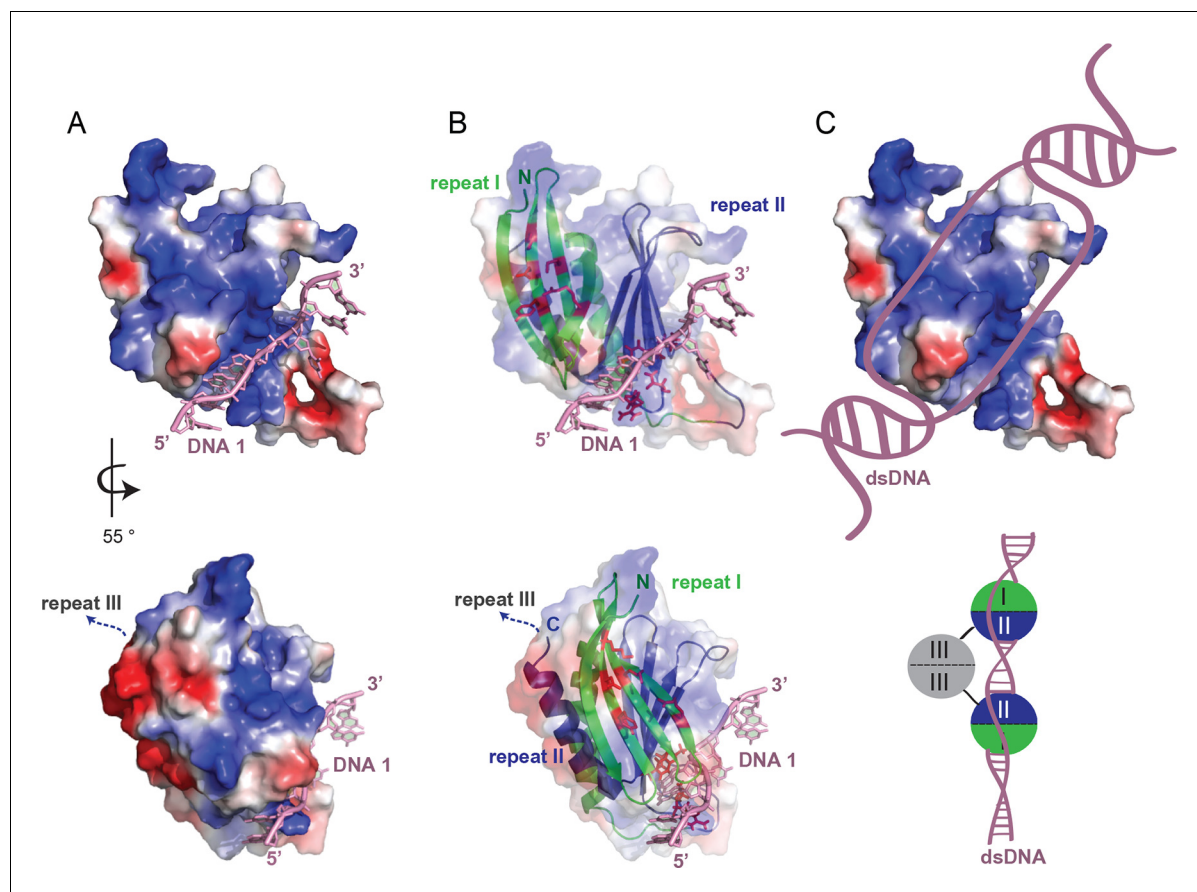 A
B
C
repeat I
N
repeat II
3’
3’
5’
DNA 1
5’
DNA 1
dsDNA
55 °
repeat III
repeat III
C
N
repeat I
3’
3’
DNA 1
repeat II
DNA 1
5’
5’
I
II
III
III
II
I
dsDNA